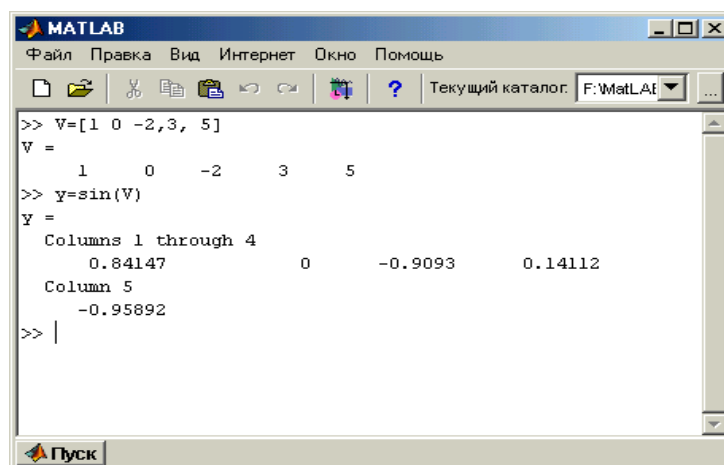 MATLAB
Файл Правка Вид Интернет Окно Помощь
? Текущий каталог: F:\MatLAB ...
>> V=[1 0 -2,3, 5]
V =
1 0 -2 3 5
>> y=sin(V)
y =
Columns 1 through 4
0.84147 0 -0.9093 0.14112
Column 5
-0.95892
>>
Пуск